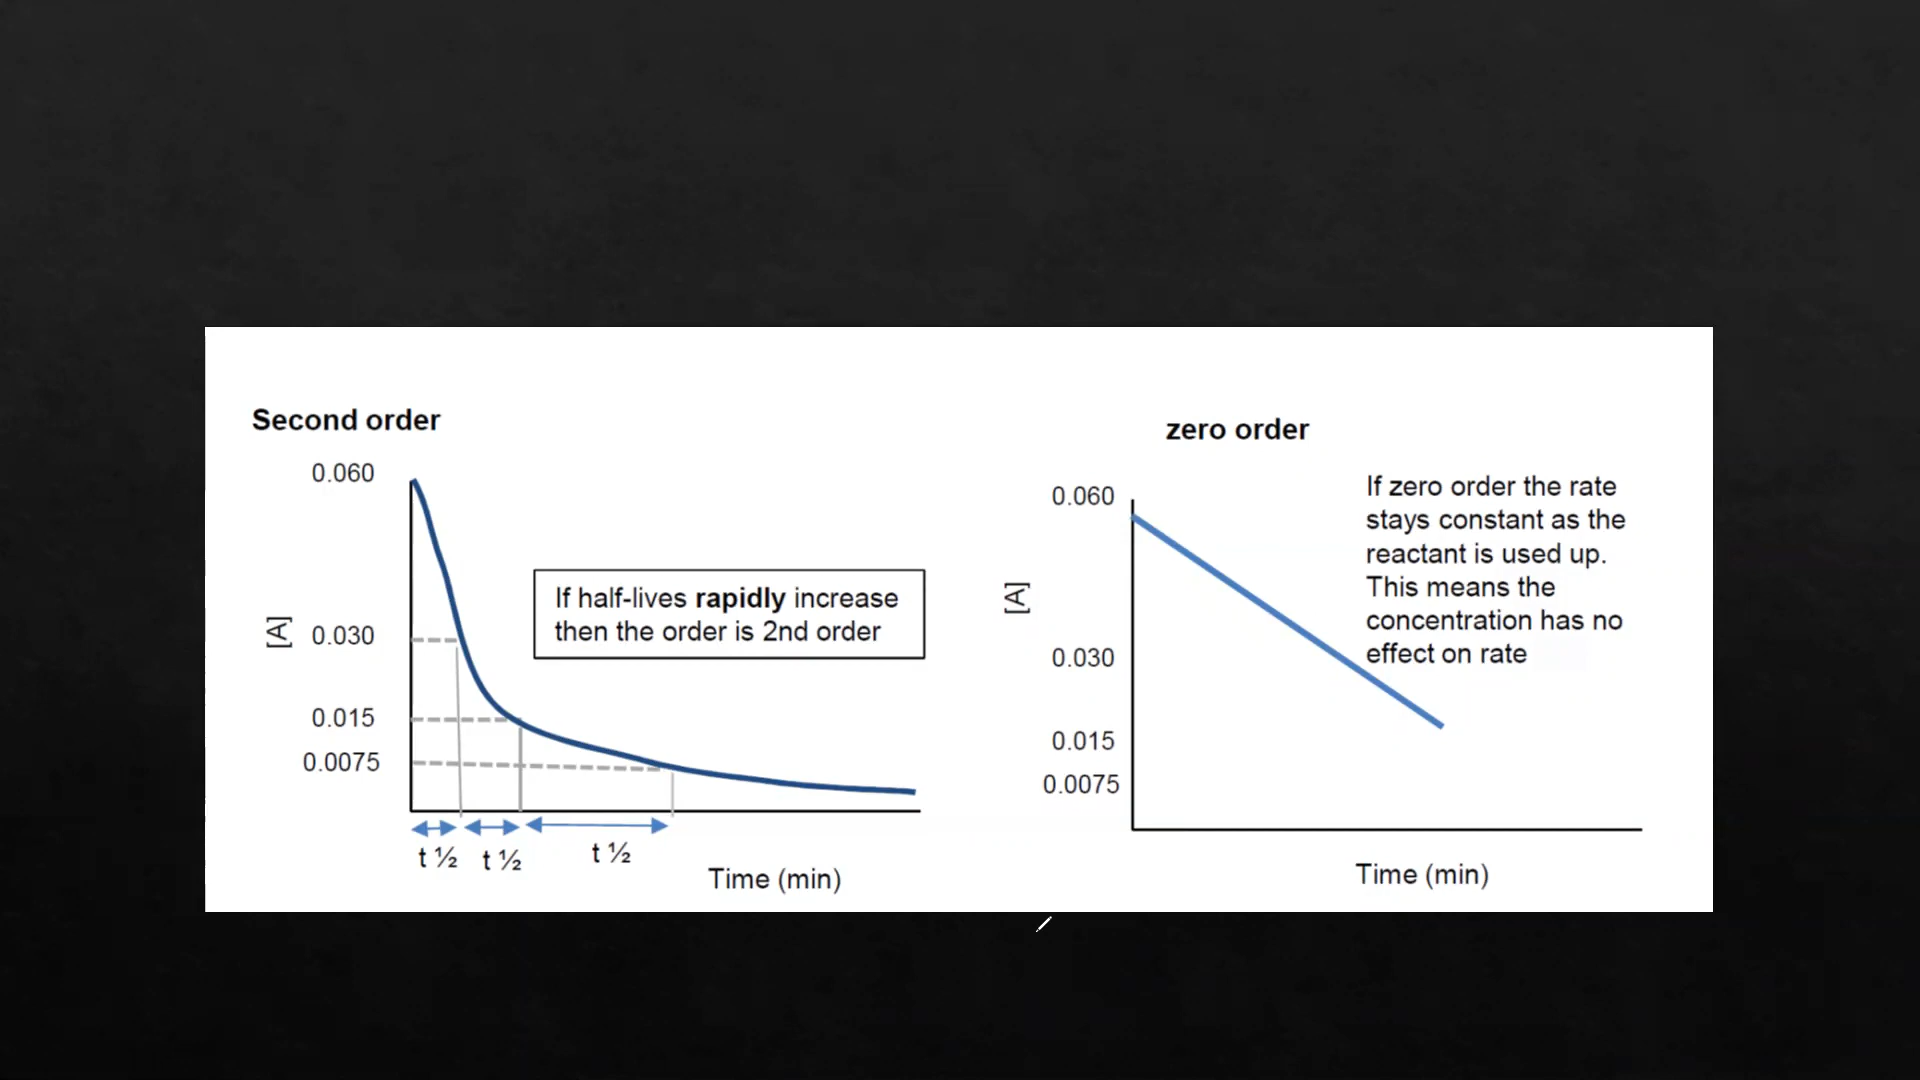 Second order
0.060
[A]
0.030
0.015
0.0075
If half-lives rapidly increase
then the order is 2nd order
t ½
t ½
t ½
Time (min)
zero order
0.060
[A]
0.030
0.015
0.0075
If zero order the rate
stays constant as the
reactant is used up.
This means the
concentration has no
effect on rate
Time (min)